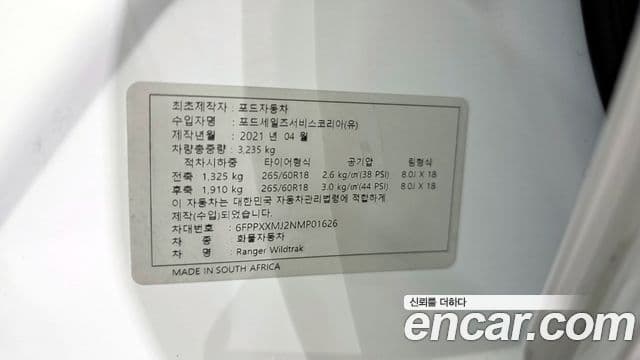 최초제작자 : 포드자동차
수입자명 : 포드세일즈서비스코리아(유)
제작년월 : 2021 년 04 월
차량총중량 : 3,235 kg
적차시하중 타이어형식 공기압 림형식
전축 1,325 kg 265/60R18 2.6 kg/㎠(38 PSI) 8.0J X 18
후축 1,910 kg 265/60R18 3.0 kg/㎠(44 PSI) 8.0J X 18
이 자동차는 대한민국 자동차관리법령에 적합하게
제작(수입)되었습니다.
차대번호 : 6FPPXXMJ2NMP01626
차 종 : 화물자동차
차 명 : Ranger Wildtrak
MADE IN SOUTH AFRICA
신뢰를 더하다
encar.com